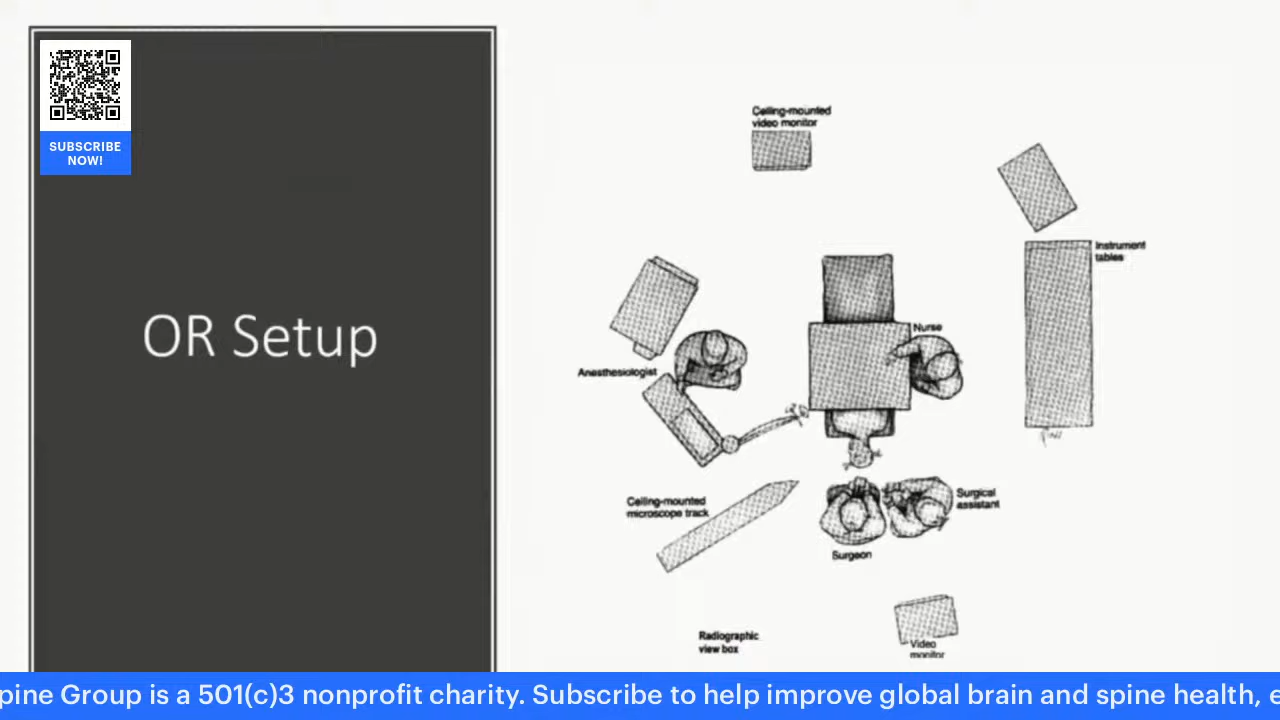 SUBSCRIBE
NOW!
OR Setup
Ceiling-mounted
video monitor
Instrument
tables
Nurse
Anesthesiologist
Ceiling-mounted
microscope track
Surgical
assistant
Surgeon
Radiographic
view box
Video
monitor
pine Group is a 501(c)3 nonprofit charity. Subscribe to help improve global brain and spine health, e